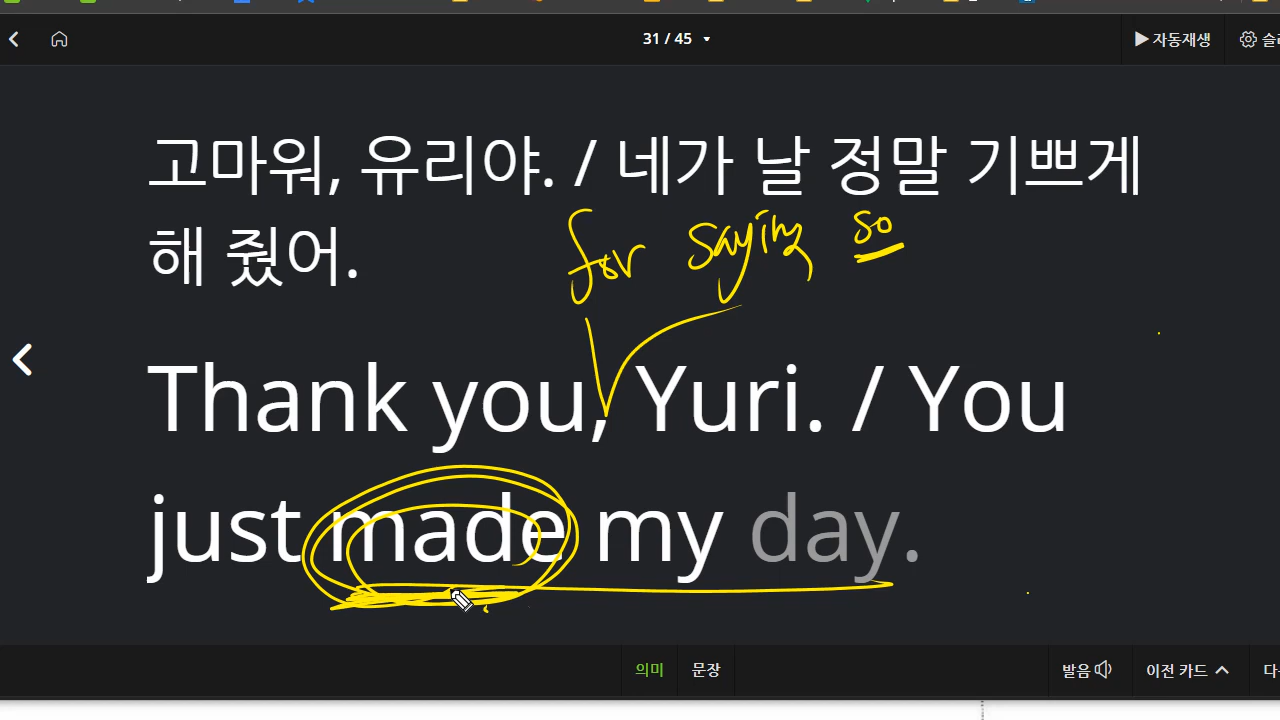 31 / 45
자동재생
슬
고마워, 유리야. / 네가 날 정말 기쁘게
해 줬어.
for saying so
Thank you, Yuri. / You
just made my day.
의미
문장
발음
이전 카드
다